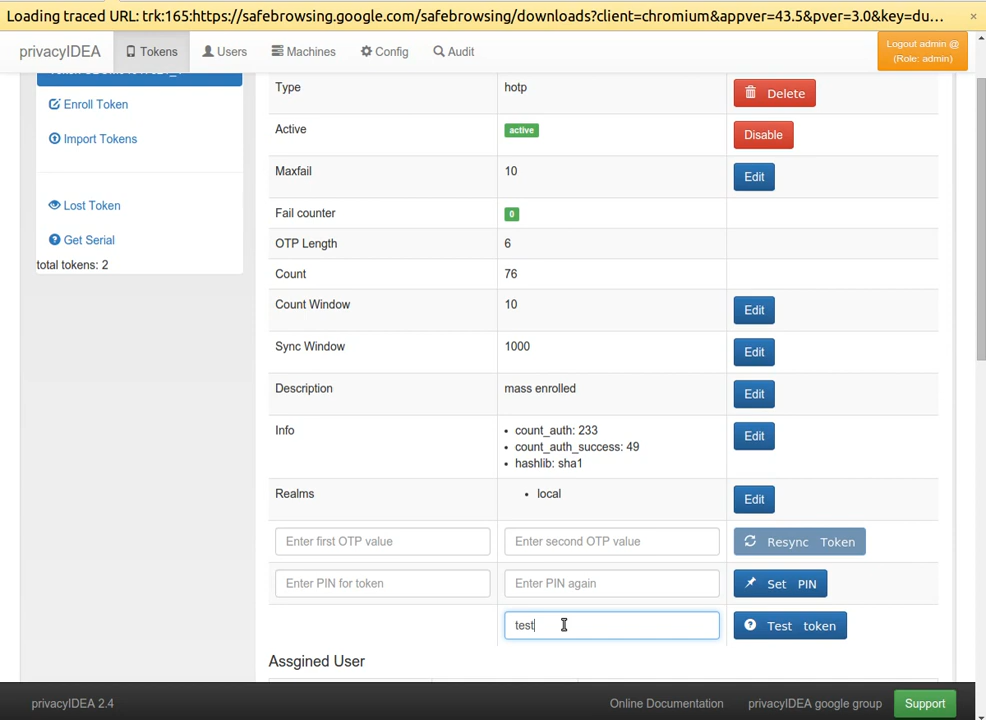 Loading traced URL: trk:165:https://safebrowsing.google.com/safebrowsing/downloads?client=chromium&appver=43.5&pver=3.0&key=du... ×
privacyIDEA Tokens Users Machines Config Audit Logout admin @ (Role: admin)
Enroll Token
Import Tokens
Lost Token
Get Serial
total tokens: 2
Type hotp Delete
Active active Disable
Maxfail 10 Edit
Fail counter 0
OTP Length 6
Count 76
Count Window 10 Edit
Sync Window 1000 Edit
Description mass enrolled Edit
Info • count_auth: 233 Edit
• count_auth_success: 49
• hashlib: sha1
Realms • local Edit
Enter first OTP value Enter second OTP value Resync Token
Enter PIN for token Enter PIN again Set PIN
test Test token
Assgined User
privacyIDEA 2.4 Online Documentation privacyIDEA google group Support